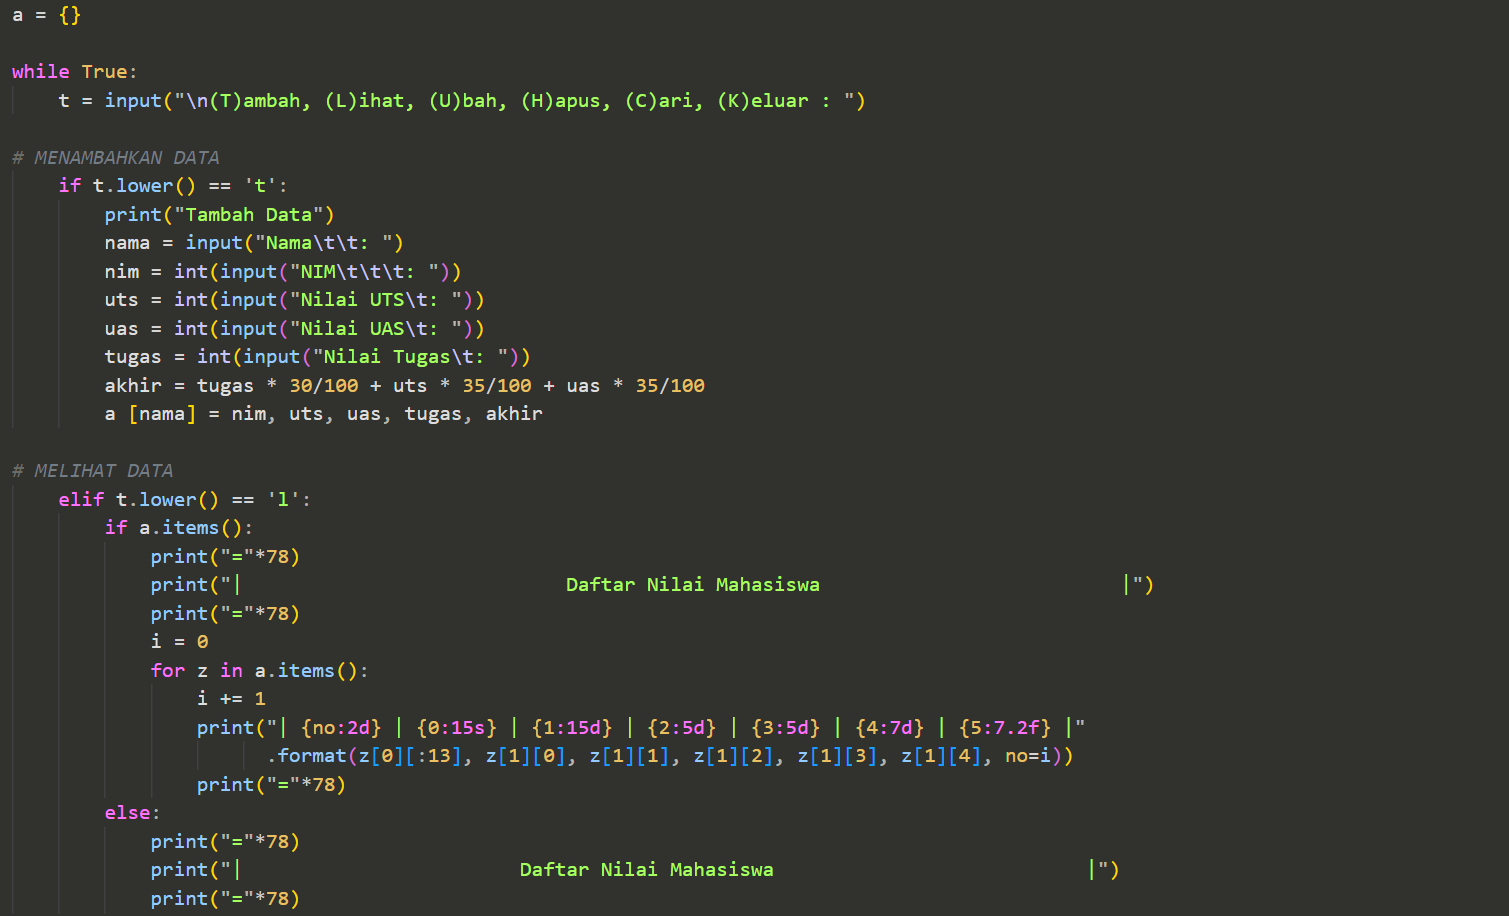 a = {}

while True:
    t = input("\n(T)ambah, (L)ihat, (U)bah, (H)apus, (C)ari, (K)eluar : ")

# MENAMBAHKAN DATA
    if t.lower() == 't':
        print("Tambah Data")
        nama = input("Nama\t\t: ")
        nim = int(input("NIM\t\t\t: "))
        uts = int(input("Nilai UTS\t: "))
        uas = int(input("Nilai UAS\t: "))
        tugas = int(input("Nilai Tugas\t: "))
        akhir = tugas * 30/100 + uts * 35/100 + uas * 35/100
        a [nama] = nim, uts, uas, tugas, akhir

# MELIHAT DATA
    elif t.lower() == 'l':
        if a.items():
            print("="*78)
            print("|                            Daftar Nilai Mahasiswa                          |")
            print("="*78)
            i = 0
            for z in a.items():
                i += 1
                print("| {no:2d} | {0:15s} | {1:15d} | {2:5d} | {3:5d} | {4:7d} | {5:7.2f} |"
                      .format(z[0][:13], z[1][0], z[1][1], z[1][2], z[1][3], z[1][4], no=i))
                print("="*78)
        else:
            print("="*78)
            print("|                        Daftar Nilai Mahasiswa                           |")
            print("="*78)